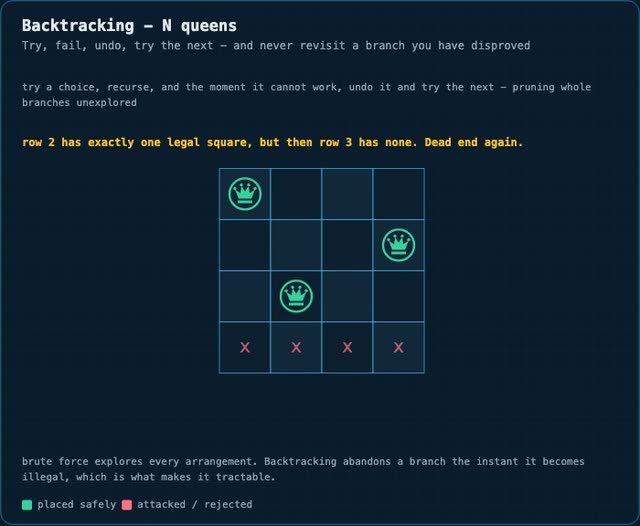 Backtracking – N queens
Try, fail, undo, try the next – and never revisit a branch you have disproved
try a choice, recurse, and the moment it cannot work, undo it and try the next – pruning whole
branches unexplored
row 2 has exactly one legal square, but then row 3 has none. Dead end again.
x x x x
brute force explores every arrangement. Backtracking abandons a branch the instant it becomes
illegal, which is what makes it tractable.
placed safely attacked / rejected